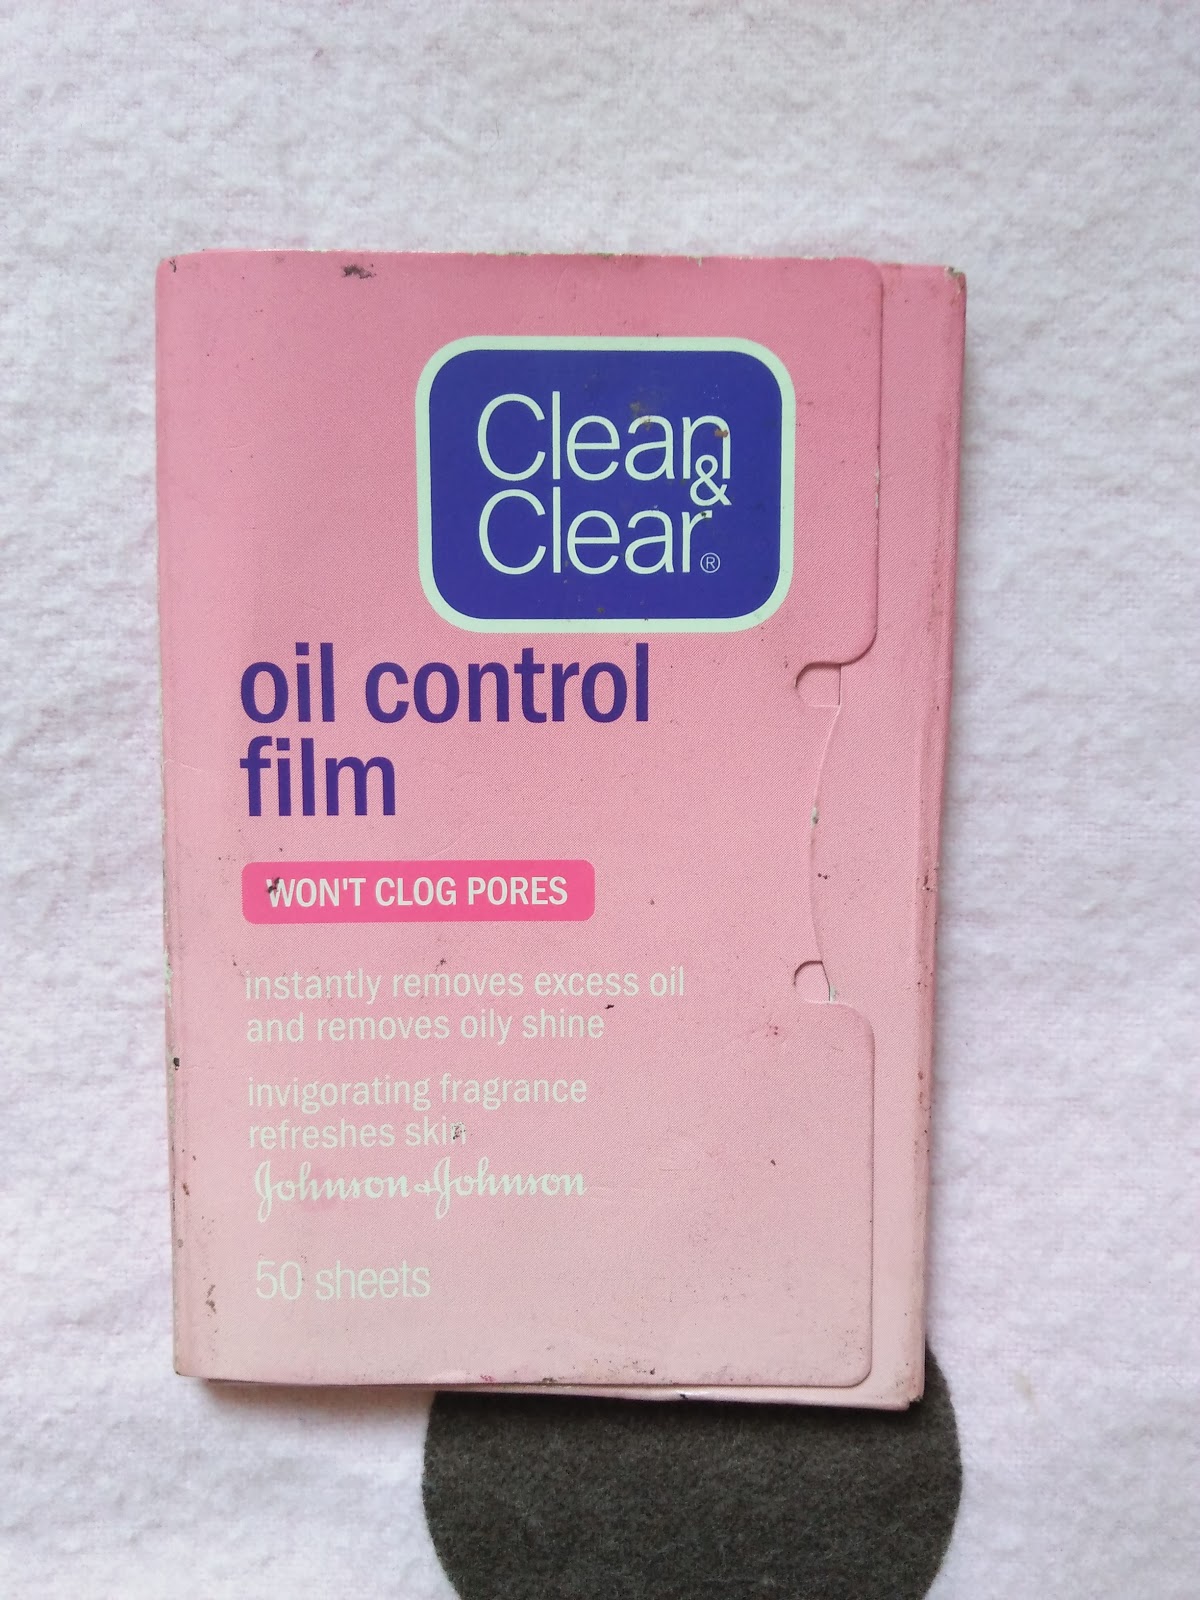 Clean
&
Clear®
oil control
film
WON'T CLOG PORES
instantly removes excess oil
and removes oily shine
invigorating fragrance
refreshes skin
Johnson & Johnson
50 sheets